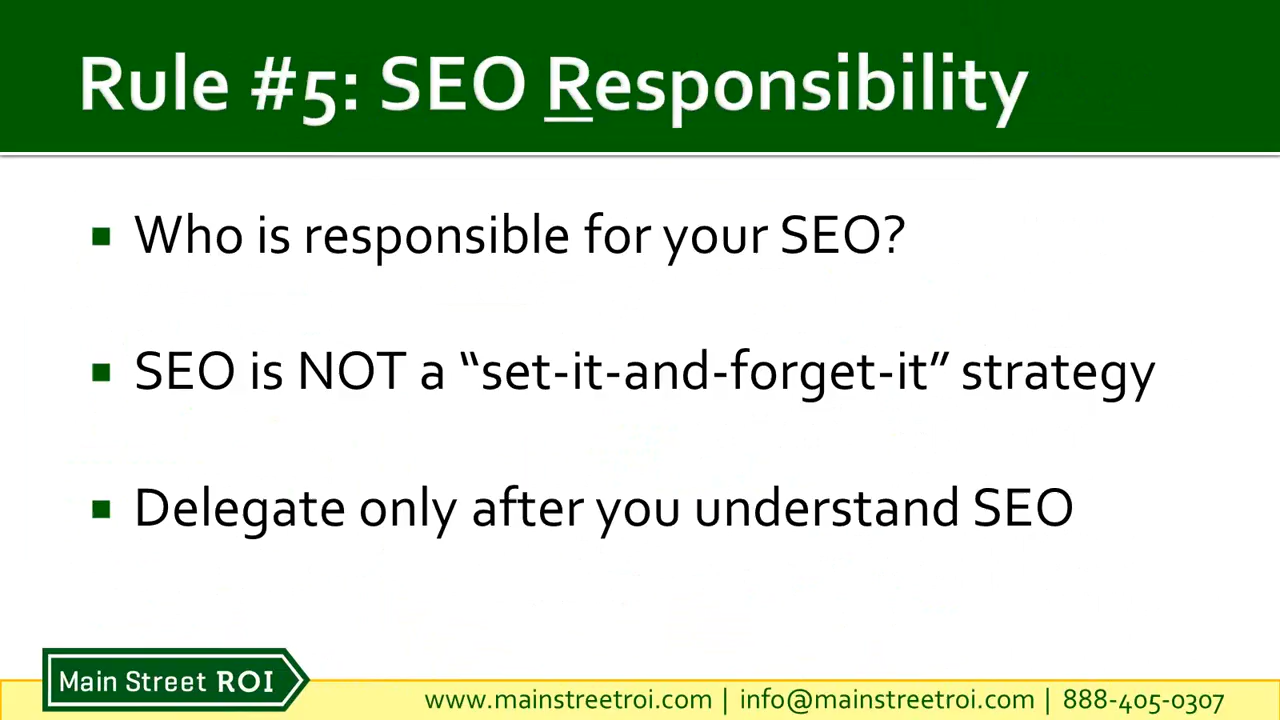 Rule #5: SEO Responsibility
Who is responsible for your SEO?
SEO is NOT a “set-it-and-forget-it” strategy
Delegate only after you understand SEO
Main Street ROI
www.mainstreetroi.com | info@mainstreetroi.com | 888-405-0307